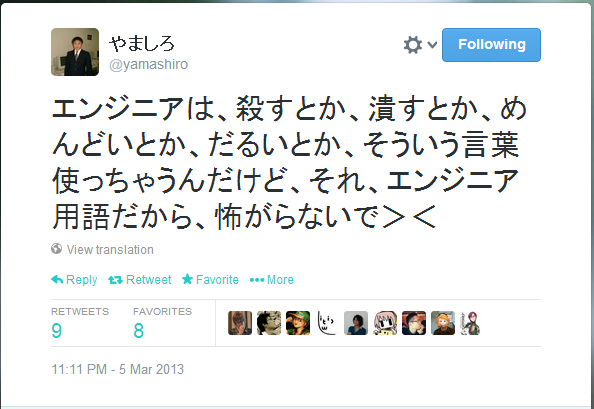 やましろ
@yamashiro
Following
エンジニアは、殺すとか、潰すとか、め
んどいとか、だるいとか、そういう言葉
使っちゃうんだけど、それ、エンジニア
用語だから、怖がらないで＞＜
View translation
Reply Retweet Favorite More
RETWEETS FAVORITES
9 8
11:11 PM - 5 Mar 2013